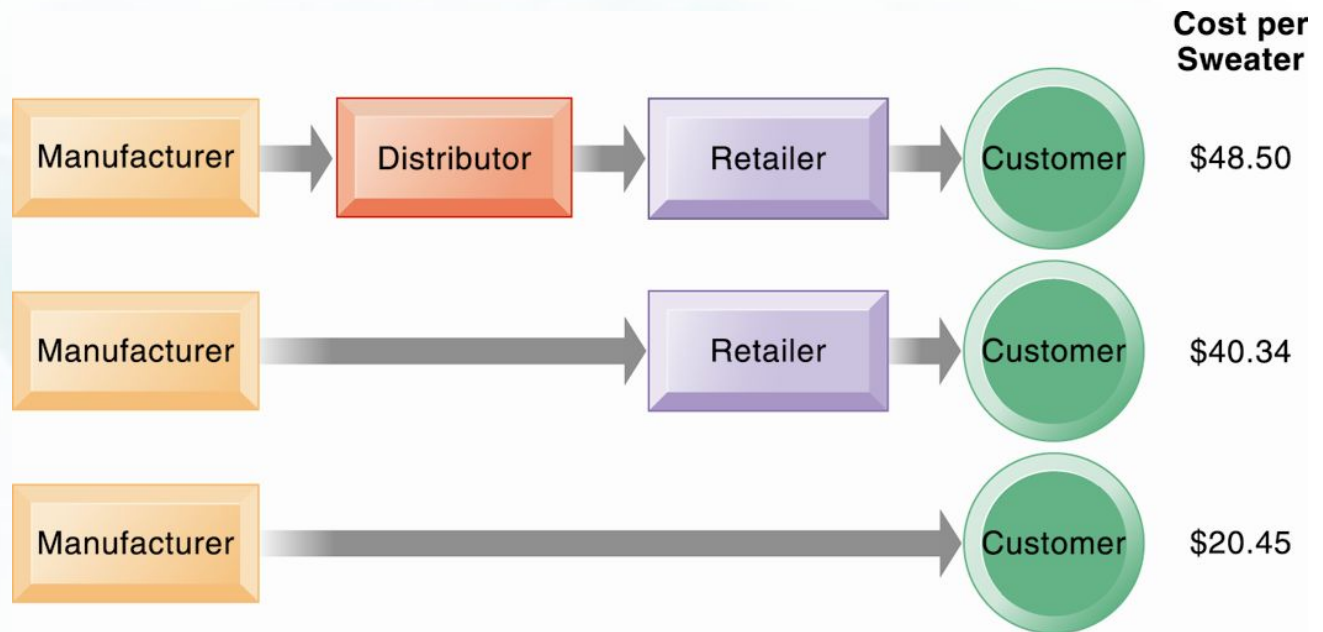 Cost per
Sweater
Manufacturer Distributor Retailer Customer $48.50
Manufacturer Retailer Customer $40.34
Manufacturer Customer $20.45